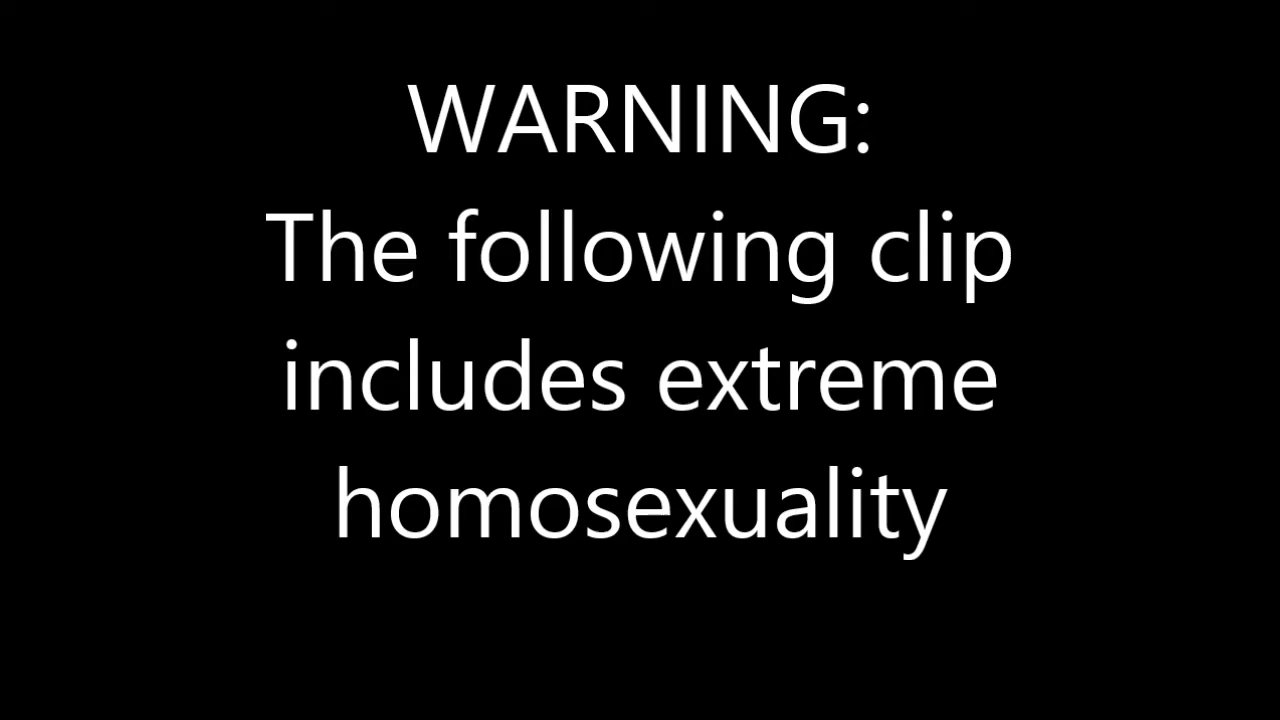 WARNING:
The following clip
includes extreme
homosexuality